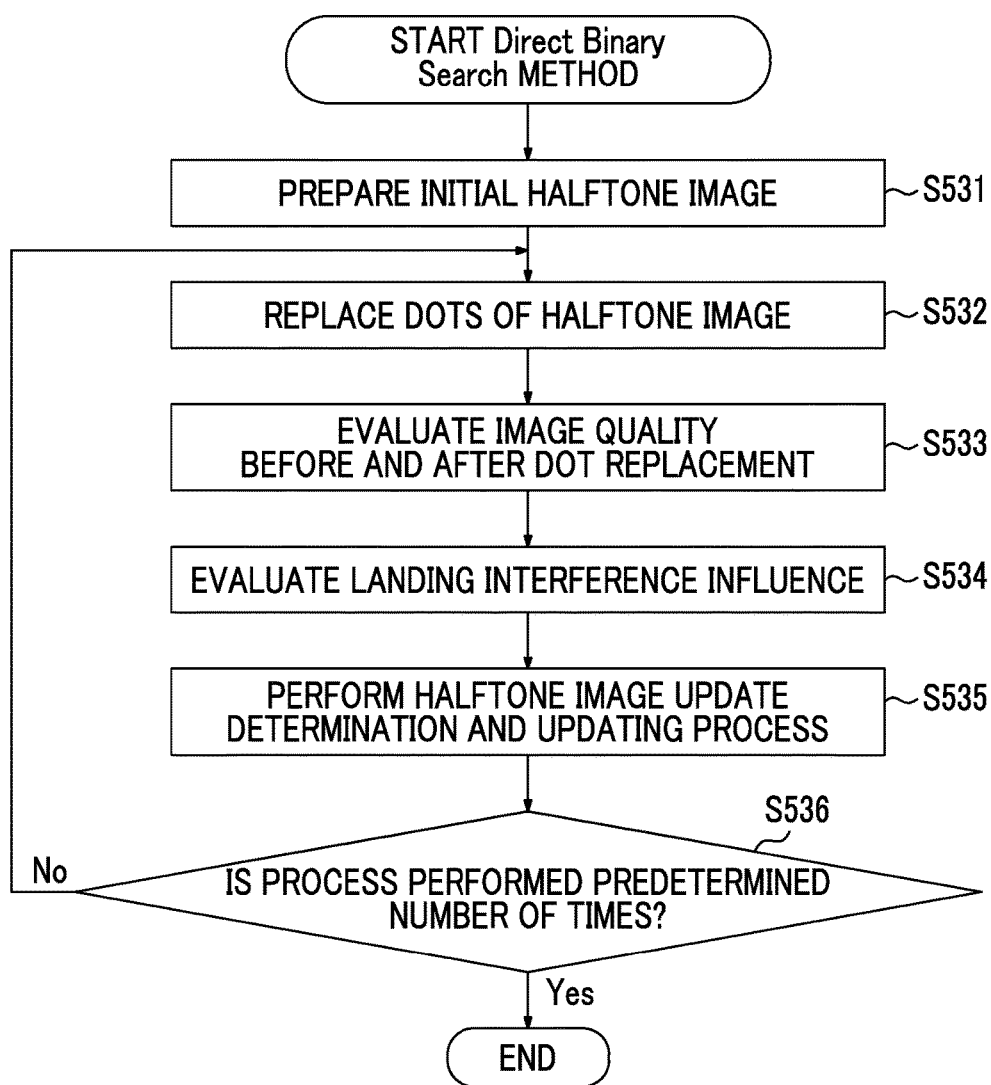 START Direct Binary
Search METHOD
PREPARE INITIAL HALFTONE IMAGE
S531
REPLACE DOTS OF HALFTONE IMAGE
S532
EVALUATE IMAGE QUALITY
BEFORE AND AFTER DOT REPLACEMENT
S533
EVALUATE LANDING INTERFERENCE INFLUENCE
S534
PERFORM HALFTONE IMAGE UPDATE
DETERMINATION AND UPDATING PROCESS
S535
S536
No
IS PROCESS PERFORMED PREDETERMINED
NUMBER OF TIMES?
Yes
END